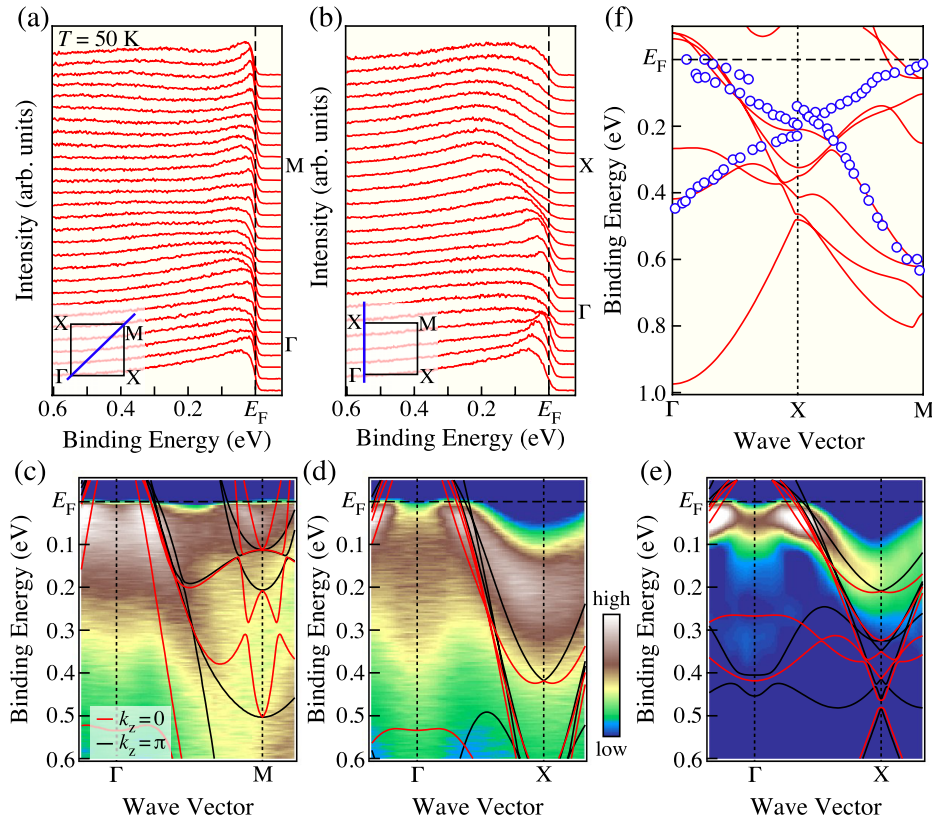 (a)
T = 50 K
Intensity (arb. units)
M
Γ
X
M
Γ
X
0.6
0.4
0.2
E_F
Binding Energy (eV)
(b)
Intensity (arb. units)
X
Γ
X
M
Γ
X
0.6
0.4
0.2
E_F
Binding Energy (eV)
(f)
E_F
0.2
0.4
0.6
0.8
1.0
Binding Energy (eV)
Γ
X
M
Wave Vector
(c)
E_F
0.1
0.2
0.3
0.4
0.5
0.6
Binding Energy (eV)
k_z = 0
k_z = π
Γ
M
Wave Vector
(d)
E_F
0.1
0.2
0.3
0.4
0.5
0.6
Binding Energy (eV)
Γ
X
Wave Vector
high
low
(e)
E_F
0.1
0.2
0.3
0.4
0.5
0.6
Binding Energy (eV)
Γ
X
Wave Vector